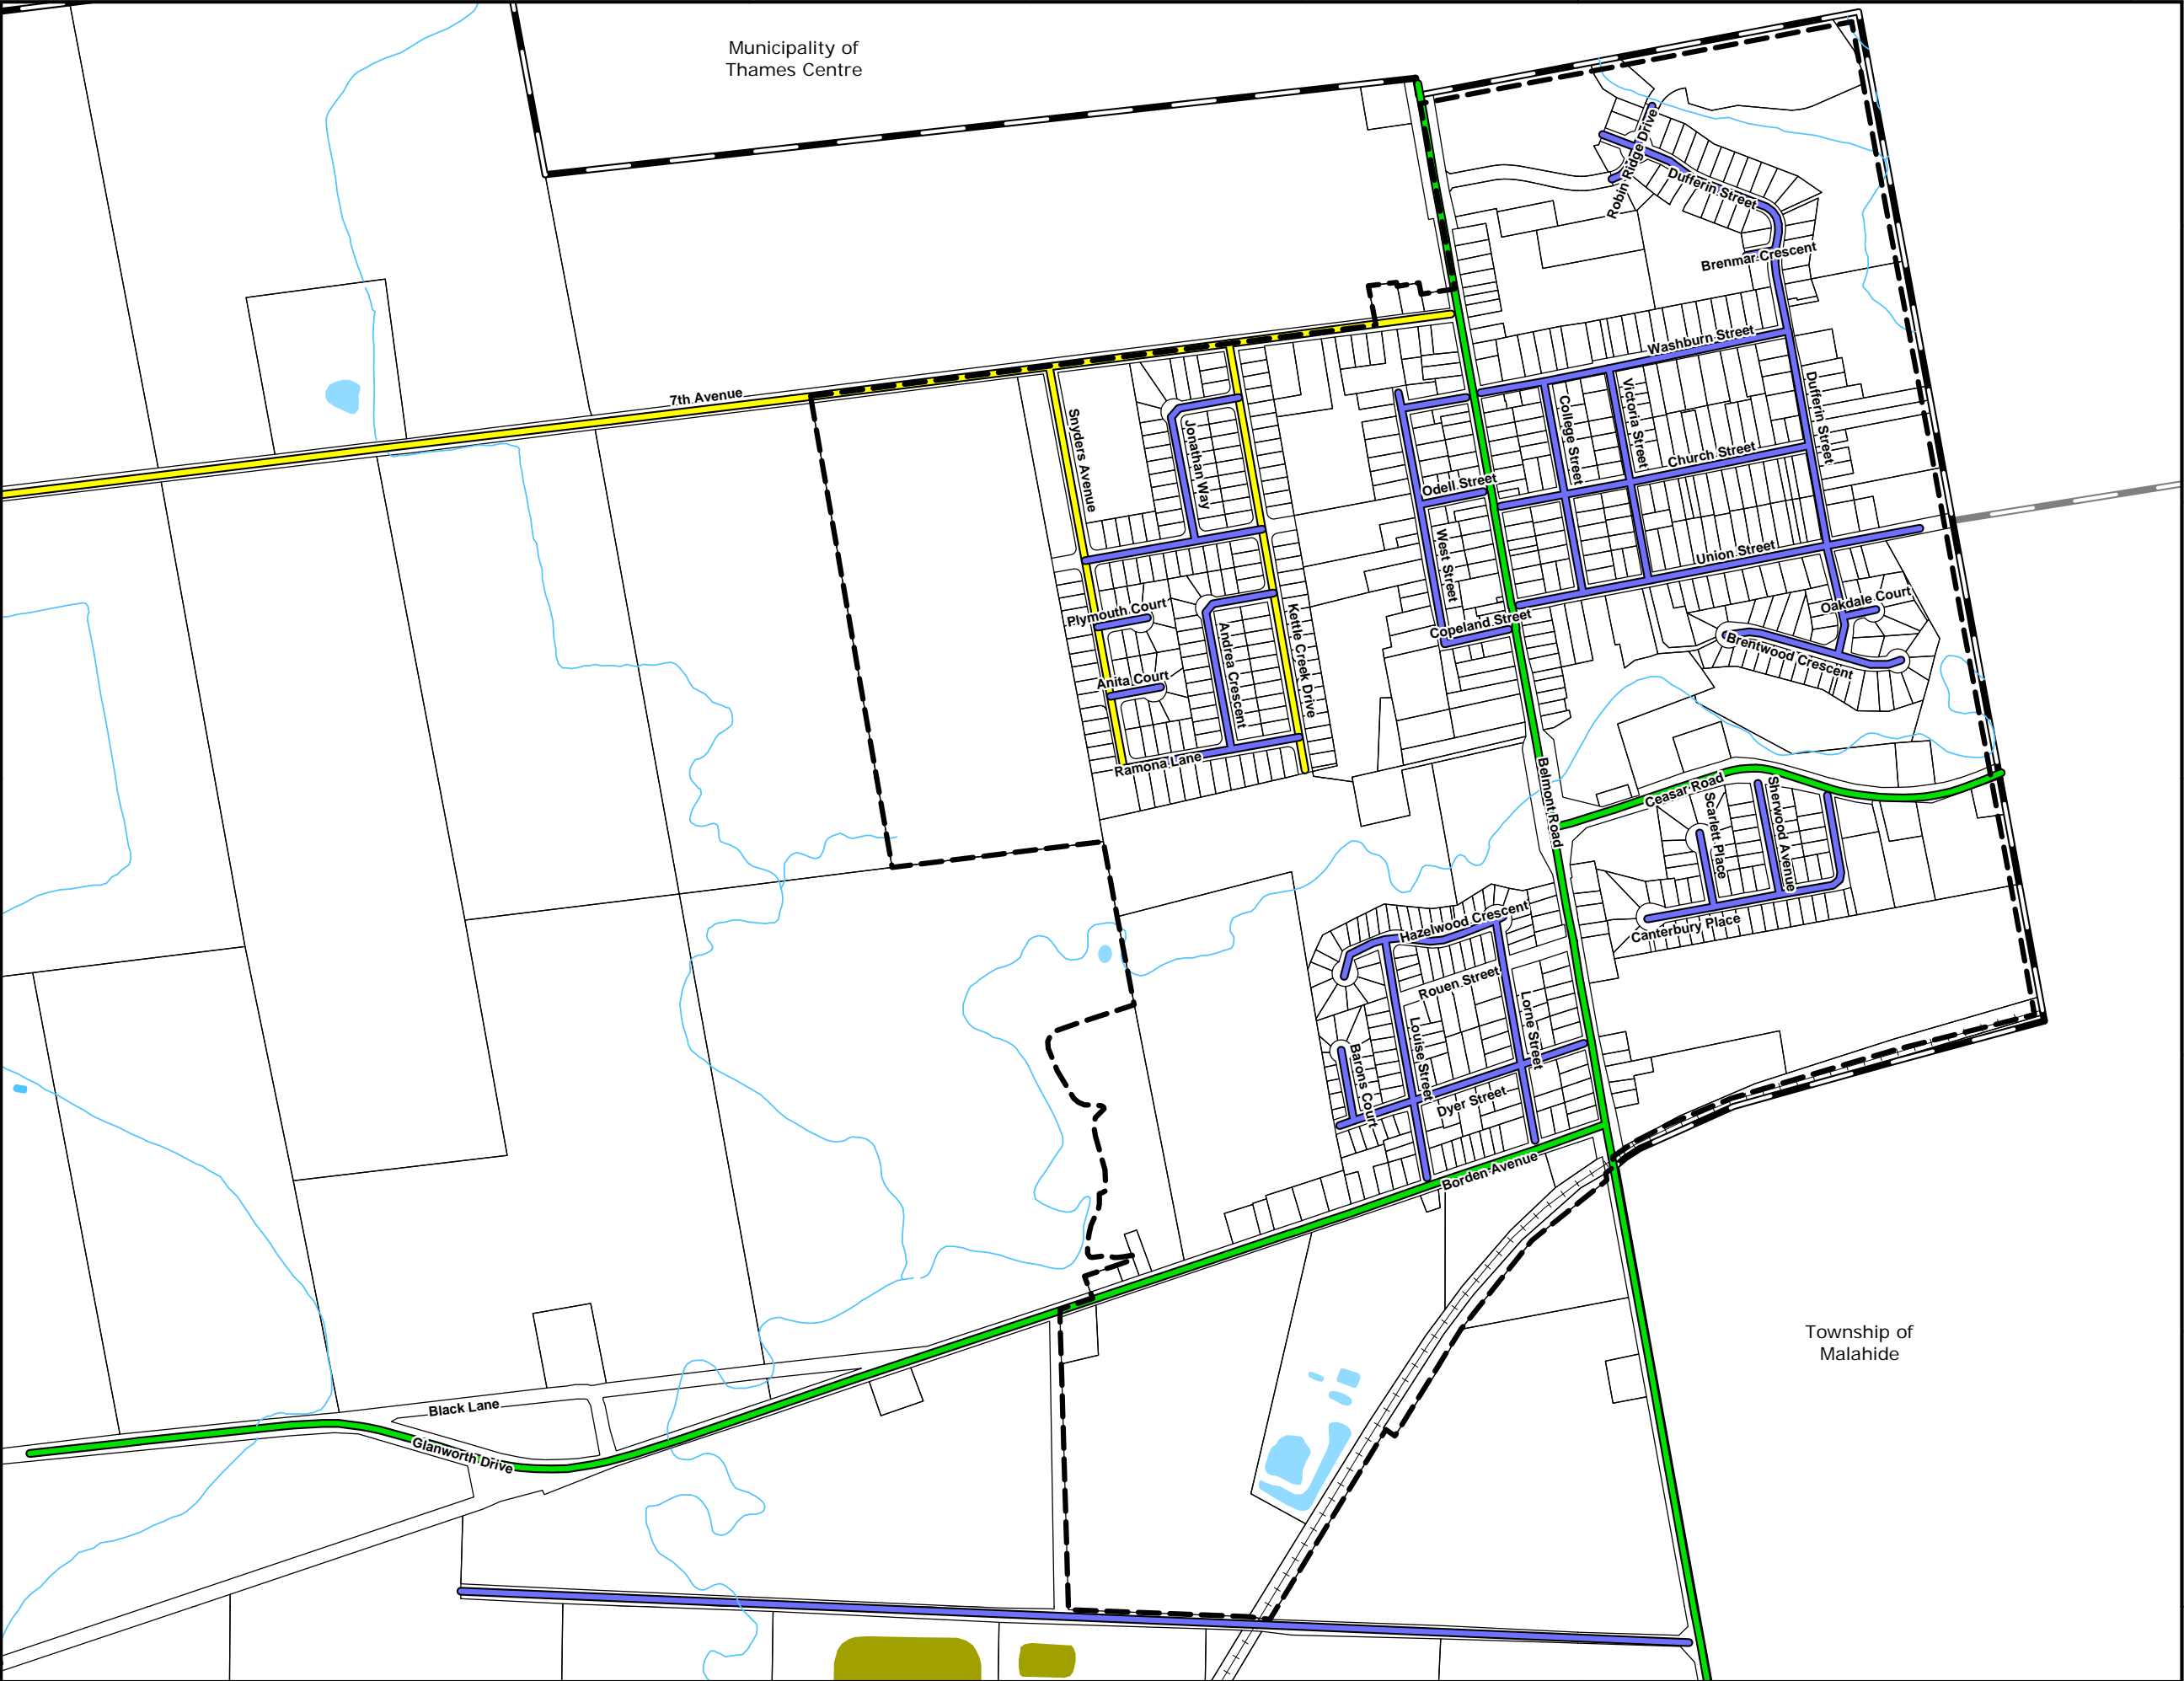 Municipality of
Thames Centre
Robin Ridge Drive
Dufferin Street
Brenmar Crescent
Washburn Street
7th Avenue
Snyders Avenue
Jonathan Way
College Street
Victoria Street
Dufferin Street
Church Street
Odell Street
West Street
Union Street
Plymouth Court
Oakdale Court
Copeland Street
Kettle Creek Drive
Andrea Crescent
Brentwood Crescent
Anita Court
Ramona Lane
Belmont Road
Ceasar Road
Scarlett Place
Sherwood Avenue
Canterbury Place
Hazelwood Crescent
Rouen Street
Lorne Street
Louise Street
Barons Court
Dyer Street
Borden Avenue
Township of
Malahide
Black Lane
Glanworth Drive